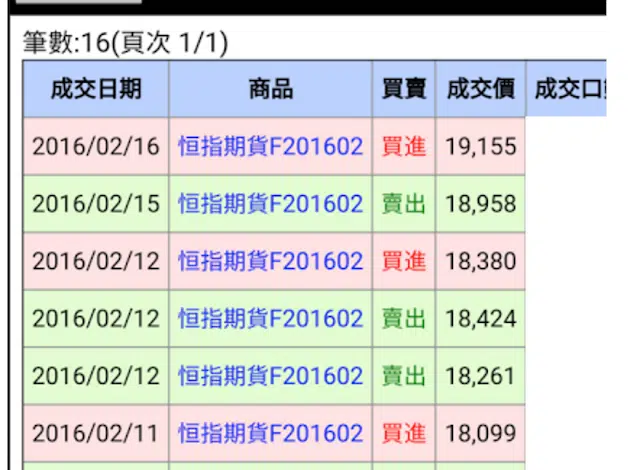 筆數:16(頁次 1/1)
成交日期 商品 買賣 成交價 成交口
2016/02/16 恒指期貨F201602 買進 19,155
2016/02/15 恒指期貨F201602 賣出 18,958
2016/02/12 恒指期貨F201602 買進 18,380
2016/02/12 恒指期貨F201602 賣出 18,424
2016/02/12 恒指期貨F201602 賣出 18,261
2016/02/11 恒指期貨F201602 買進 18,099